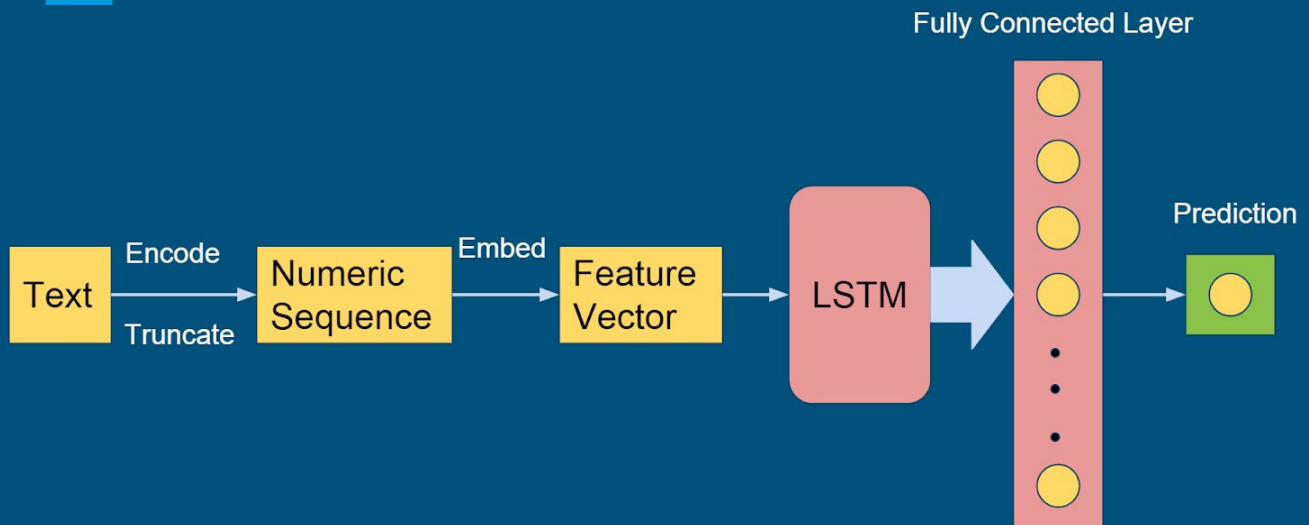 Fully Connected Layer
Prediction
Text
Encode
Truncate
Numeric
Sequence
Embed
Feature
Vector
LSTM